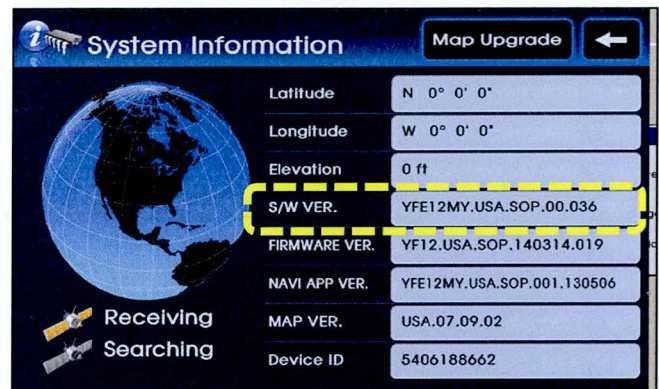 System Information
Map Upgrade
Latitude N 0° 0' 0"
Longitude W 0° 0' 0"
Elevation 0 ft
S/W VER. YFE12MY.USA.SOP.00.036
FIRMWARE VER. YF12.USA.SOP.140314.019
NAVI APP VER. YFE12MY.USA.SOP.001.130506
Receiving MAP VER. USA.07.09.02
Searching Device ID 5406188662